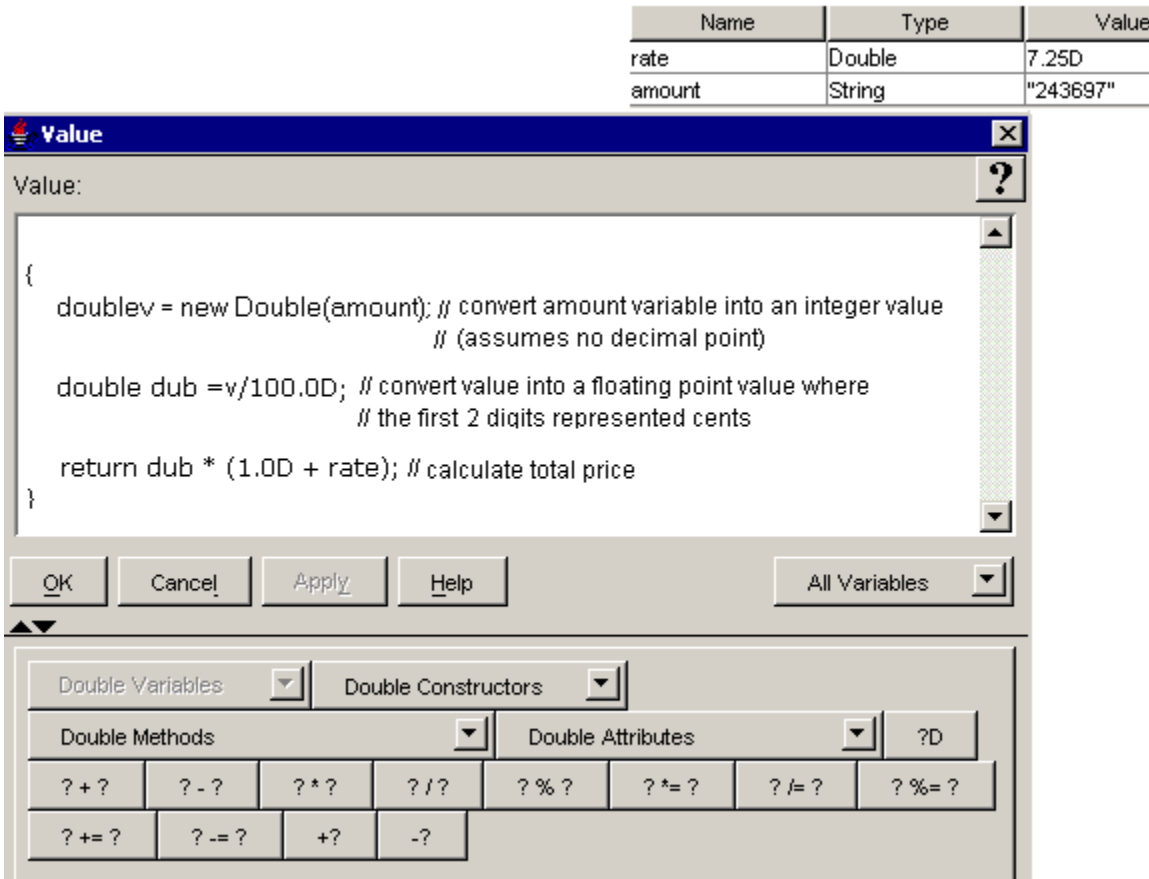 Name Type Value
rate Double 7.25D
amount String "243697"
Value
Value:
?
{
doublev = new Double(amount); // convert amount variable into an integer value
// (assumes no decimal point)
double dub =v/100.0D; // convert value into a floating point value where
// the first 2 digits represented cents
return dub * (1.0D + rate); // calculate total price
}
OK Cancel Apply Help All Variables
Double Variables Double Constructors
Double Methods Double Attributes ?D
? + ? ? - ? ? * ? ? / ? ? % ? ? *= ? ? /= ? ? %= ?
? += ? ? -= ? +? -?